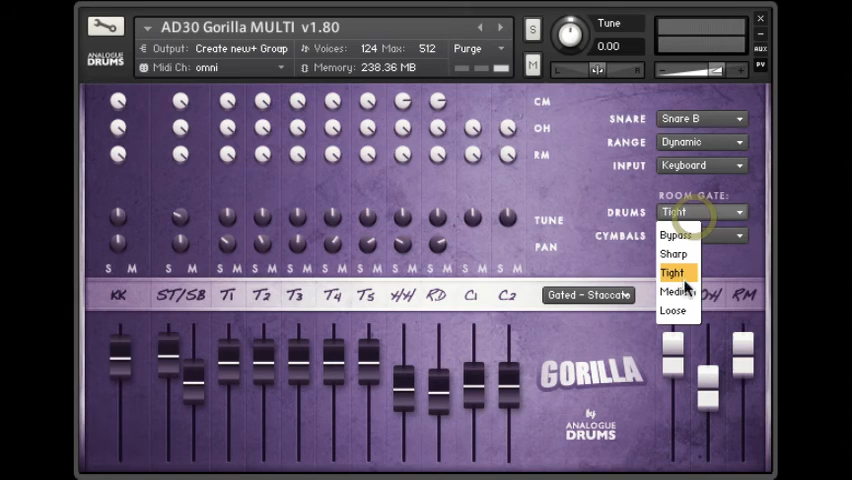 AD30 Gorilla MULTI v1.80
Output: Create new+ Group
Voices: 124 Max: 512
Purge
Midi Ch: omni
Memory: 238.36 MB
ANALOGUE
DRUMS
S
M
Tune
0.00
L R
AUX
PV
CM
OH
RM
TUNE
PAN
SNARE Snare B
RANGE Dynamic
INPUT Keyboard
ROOM GATE:
DRUMS Tight
CYMBALS
Bypass
Sharp
Tight
Medium
Loose
S M S M S M S M S M S M S M S M S M S M S M
KK ST/SB T1 T2 T3 T4 T5 HH RD C1 C2
Gated - Staccato
OH RM
GORILLA
by
ANALOGUE
DRUMS